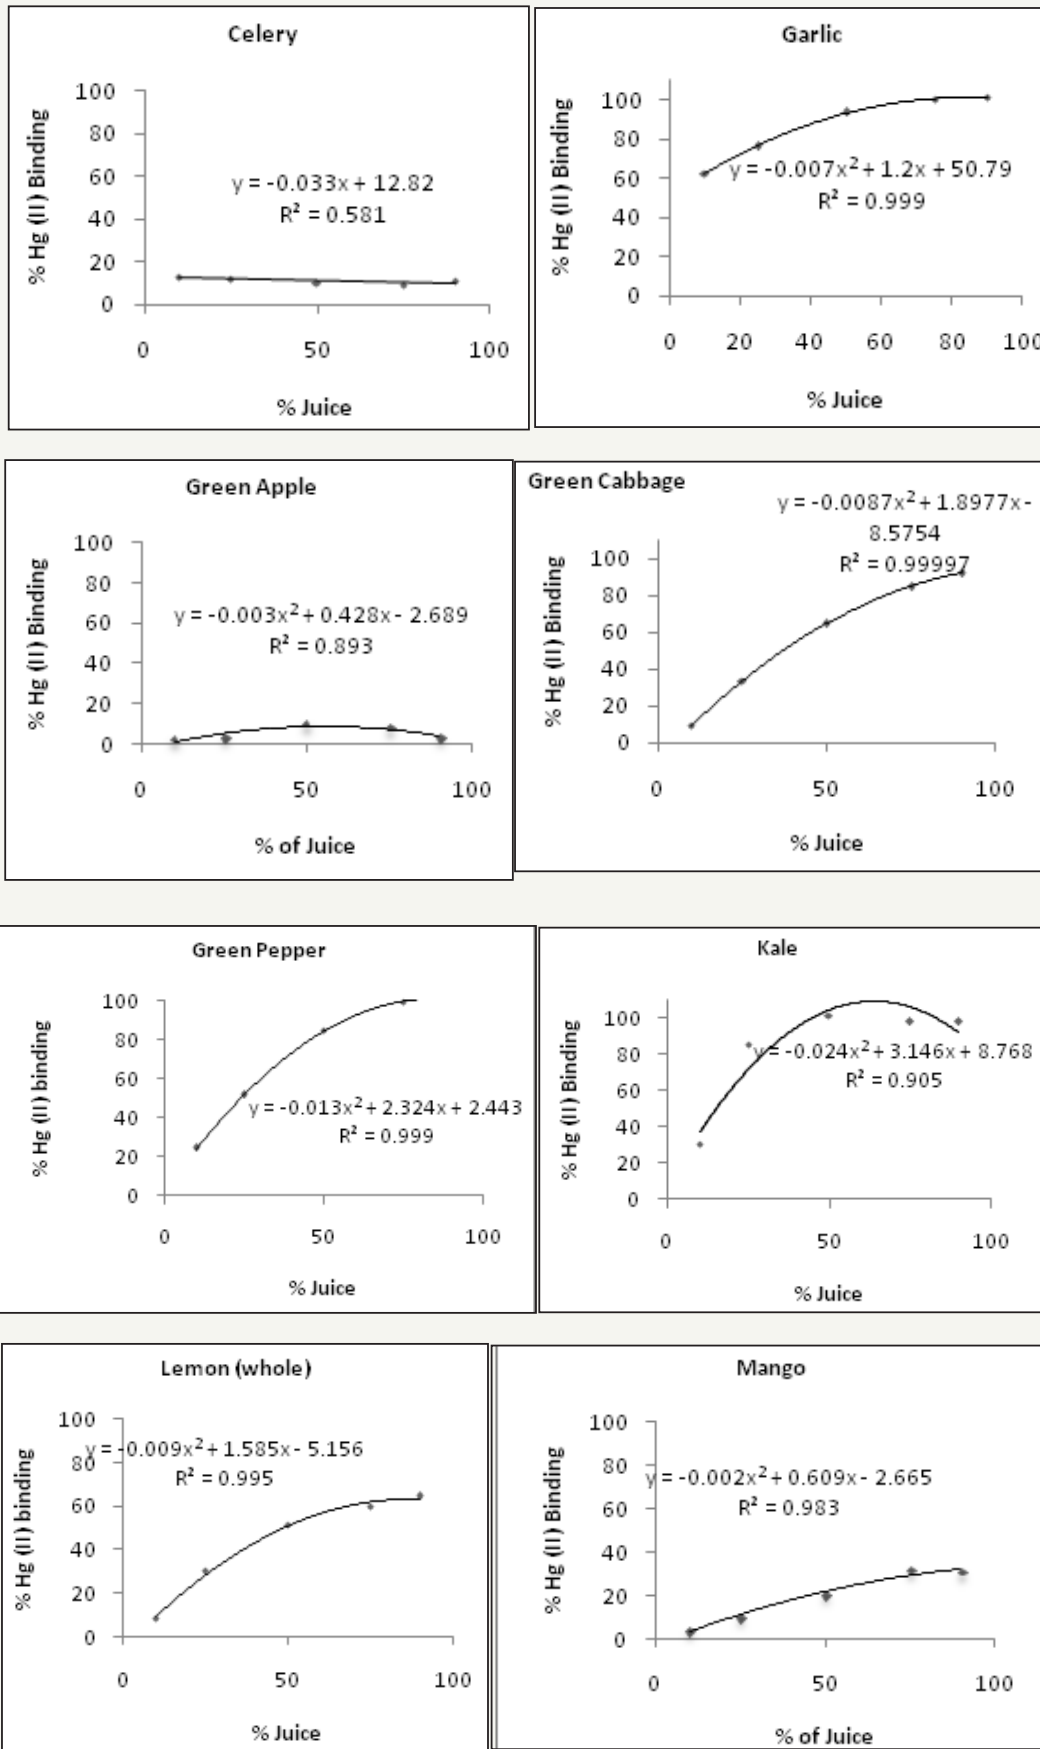 Celery
% Hg (II) Binding
100
80
60
40
20
0
y = -0.033x + 12.82
R² = 0.581
0 50 100
% Juice
Garlic
% Hg (II) Binding
100
80
60
40
20
0
y = -0.007x² + 1.2x + 50.79
R² = 0.999
0 20 40 60 80 100
% Juice
Green Apple
% Hg (II) Binding
100
80
60
40
20
0
y = -0.003x² + 0.428x - 2.689
R² = 0.893
0 50 100
% of Juice
Green Cabbage
% Hg (II) Binding
y = -0.0087x² + 1.8977x -
8.5754
R² = 0.99997
100
80
60
40
20
0
0 50 100
% Juice
Green Pepper
% Hg (II) binding
100
80
60
40
20
0
y = -0.013x² + 2.324x + 2.443
R² = 0.999
0 50 100
% Juice
Kale
% Hg (II) Binding
100
80
60
40
20
0
y = -0.024x² + 3.146x + 8.768
R² = 0.905
0 50 100
% Juice
Lemon (whole)
% Hg (II) binding
100
80
60
40
20
0
y = -0.009x² + 1.585x - 5.156
R² = 0.995
0 50 100
% Juice
Mango
% Hg (II) Binding
100
80
60
40
20
0
y = -0.002x² + 0.609x - 2.665
R² = 0.983
0 50 100
% of Juice